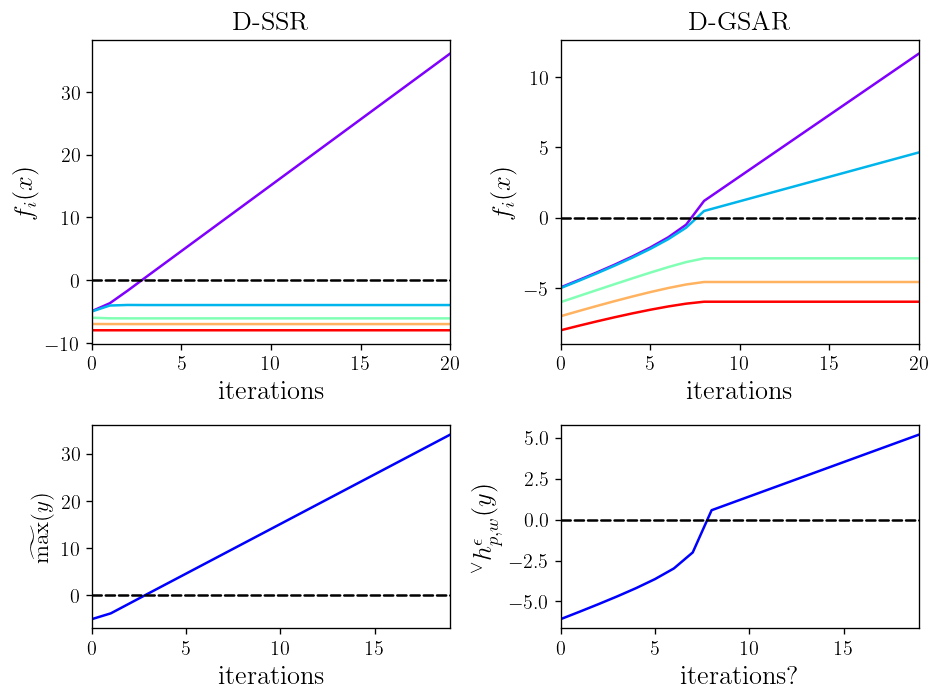 D-SSR
D-GSAR
30
20
10
0
−10
f_i(x)
0 5 10 15 20
iterations
10
5
0
−5
f_i(x)
0 5 10 15 20
iterations
30
20
10
0
m̃ax(y)
0 5 10 15
iterations
5.0
2.5
0.0
−2.5
−5.0
^∨h^ϵ_{p,w}(y)
0 5 10 15
iterations?